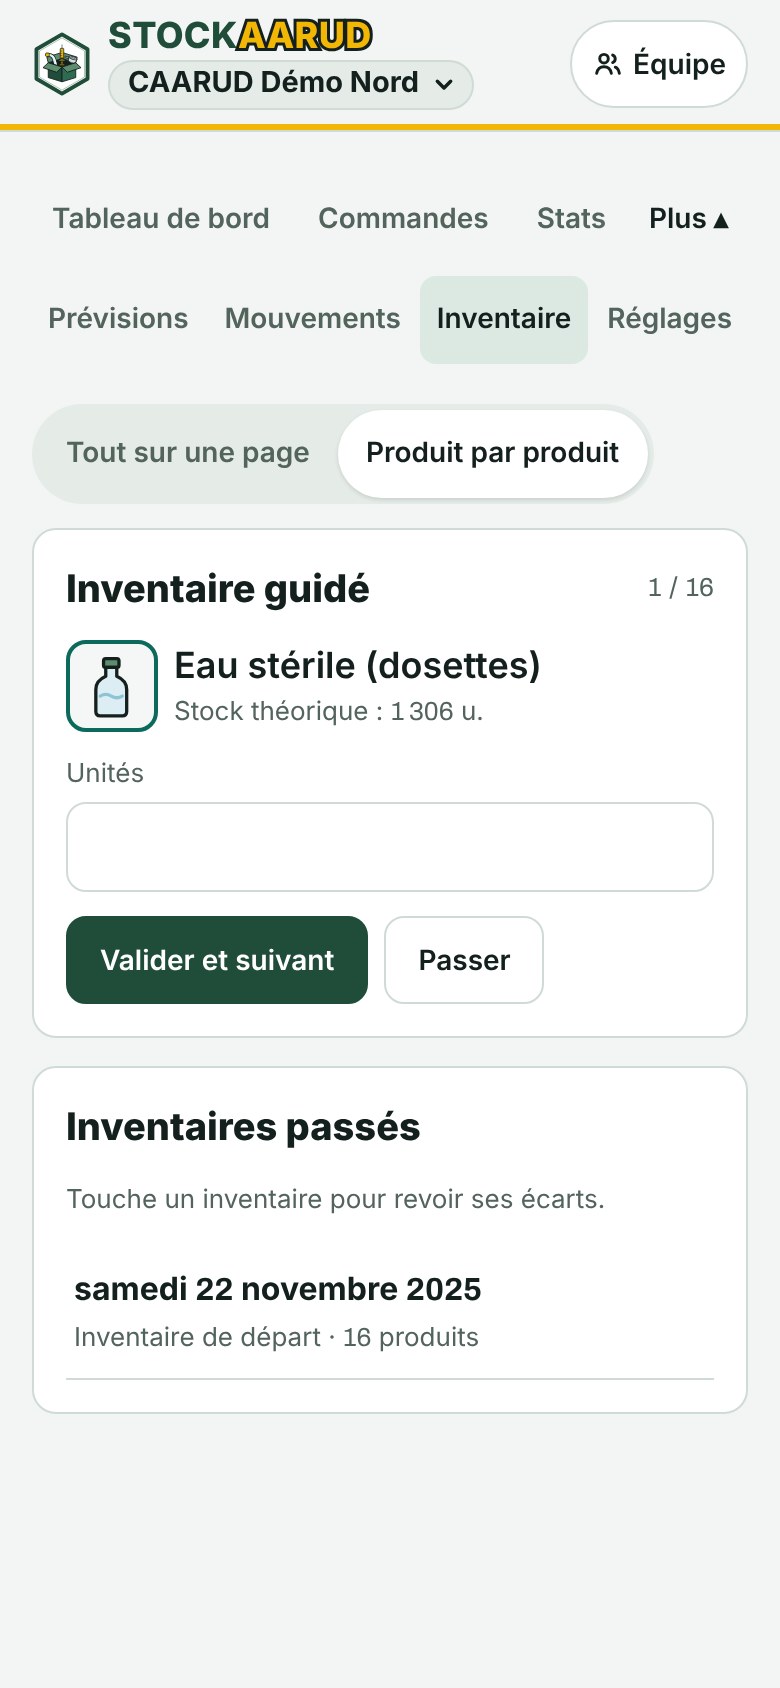 STOCKAARUD
CAARUD Démo Nord
Équipe
Tableau de bord Commandes Stats Plus ▲
Prévisions Mouvements Inventaire Réglages
Tout sur une page Produit par produit
Inventaire guidé 1 / 16
Eau stérile (dosettes)
Stock théorique : 1 306 u.
Unités
Valider et suivant Passer
Inventaires passés
Touche un inventaire pour revoir ses écarts.
samedi 22 novembre 2025
Inventaire de départ · 16 produits